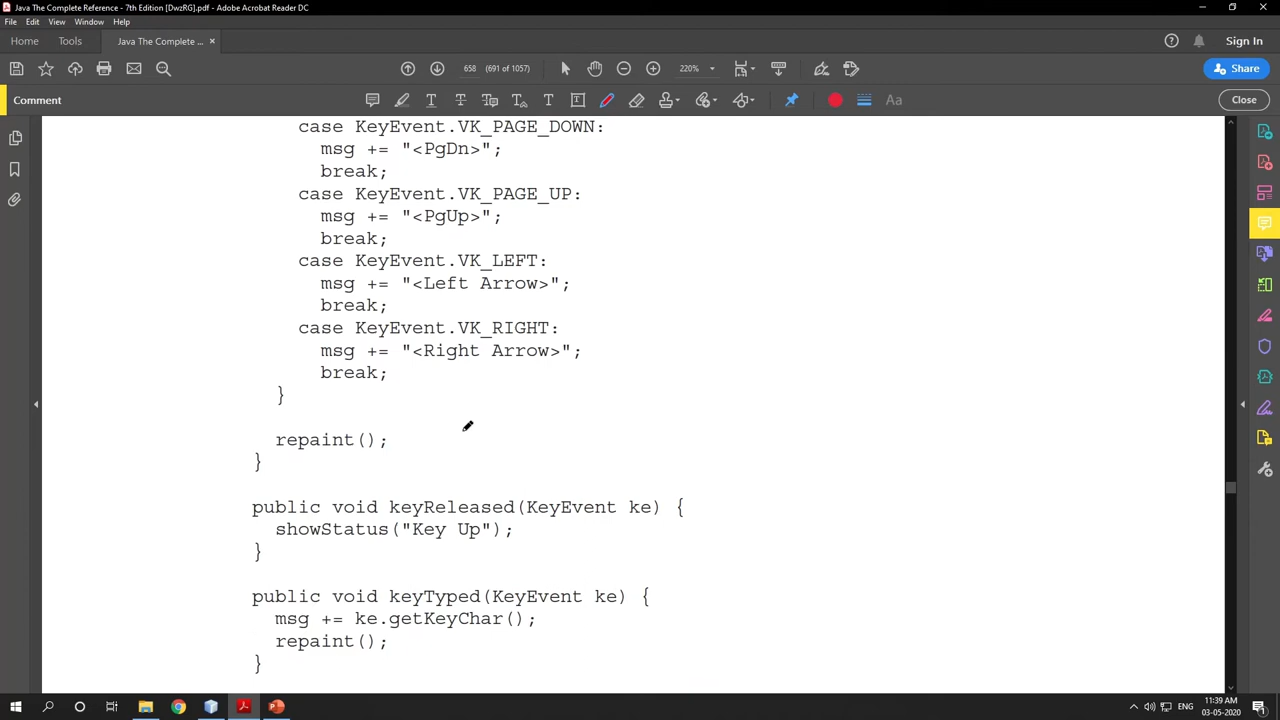 Java The Complete Reference - 7th Edition [DwzRG].pdf - Adobe Acrobat Reader DC
File Edit View Window Help
Home Tools Java The Complete ... × Sign In
658 (691 of 1057) 220% Share
Comment Aa Close
case KeyEvent.VK_PAGE_DOWN:
msg += "<PgDn>";
break;
case KeyEvent.VK_PAGE_UP:
msg += "<PgUp>";
break;
case KeyEvent.VK_LEFT:
msg += "<Left Arrow>";
break;
case KeyEvent.VK_RIGHT:
msg += "<Right Arrow>";
break;
}
repaint();
}
public void keyReleased(KeyEvent ke) {
showStatus("Key Up");
}
public void keyTyped(KeyEvent ke) {
msg += ke.getKeyChar();
repaint();
}
ENG 11:39 AM
03-05-2020